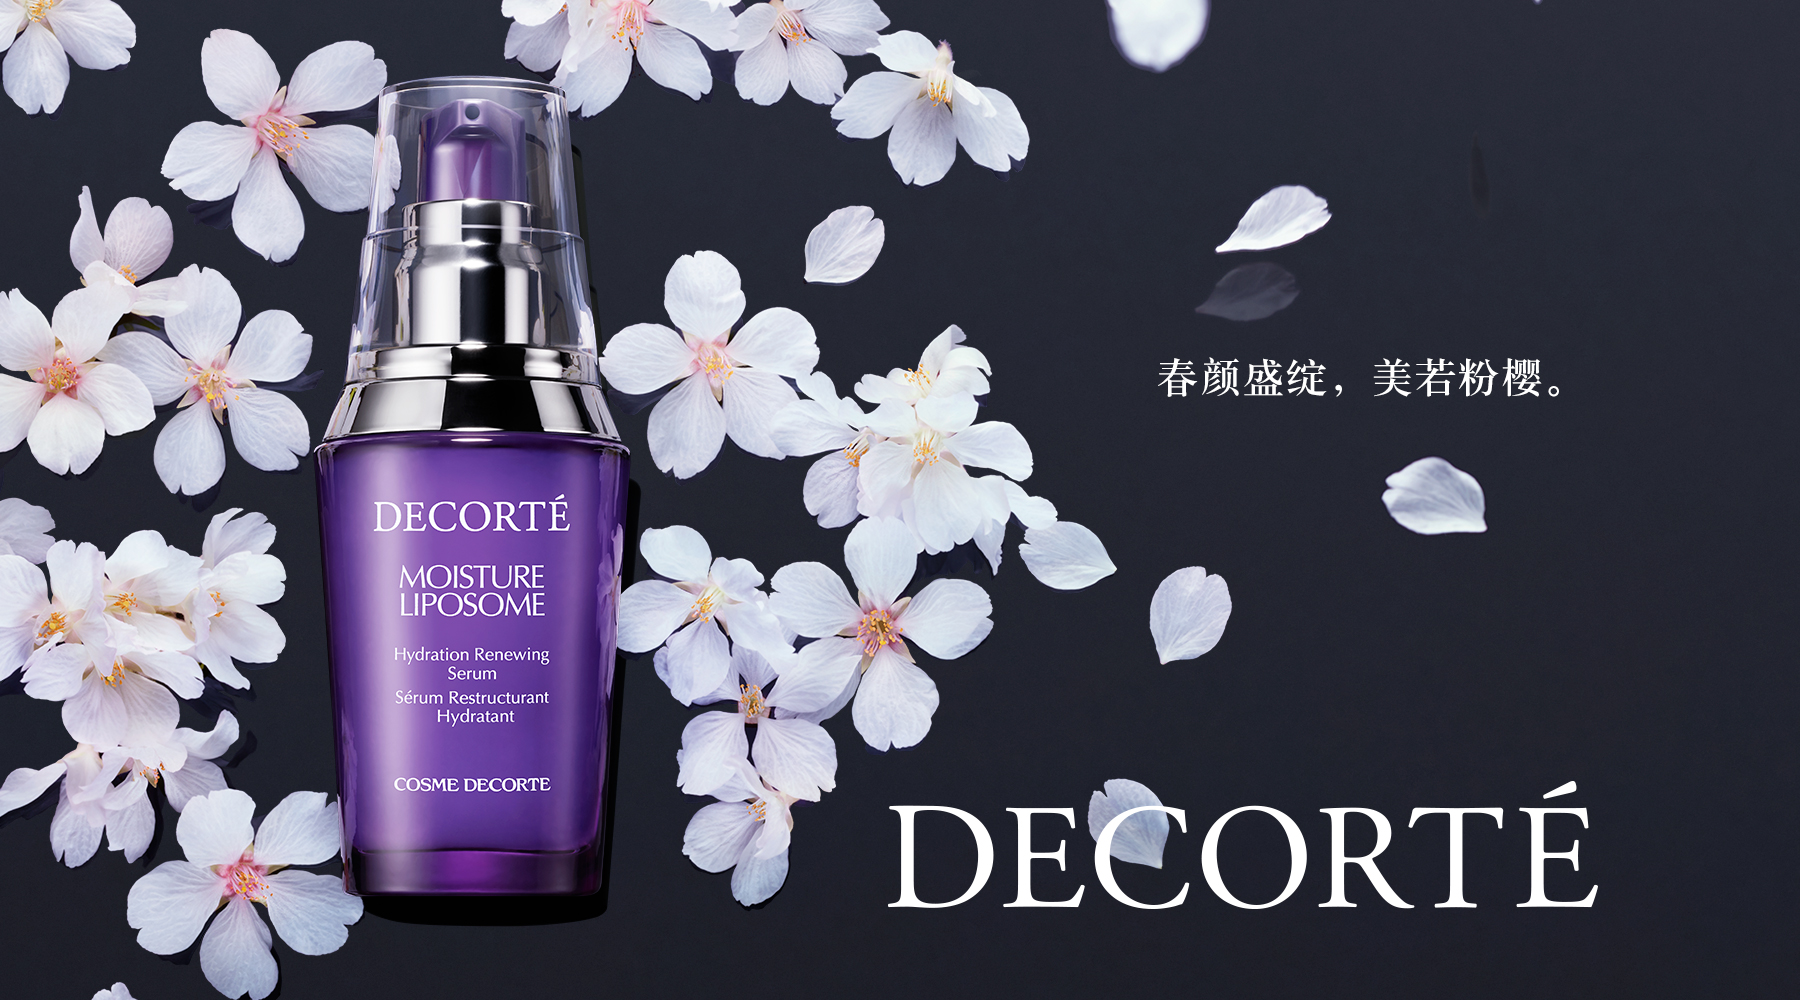 DECORTÉ
MOISTURE
LIPOSOME
Hydration Renewing
Serum
Sérum Restructurant
Hydratant
COSME DECORTE
春颜盛绽，美若粉樱。
DECORTÉ